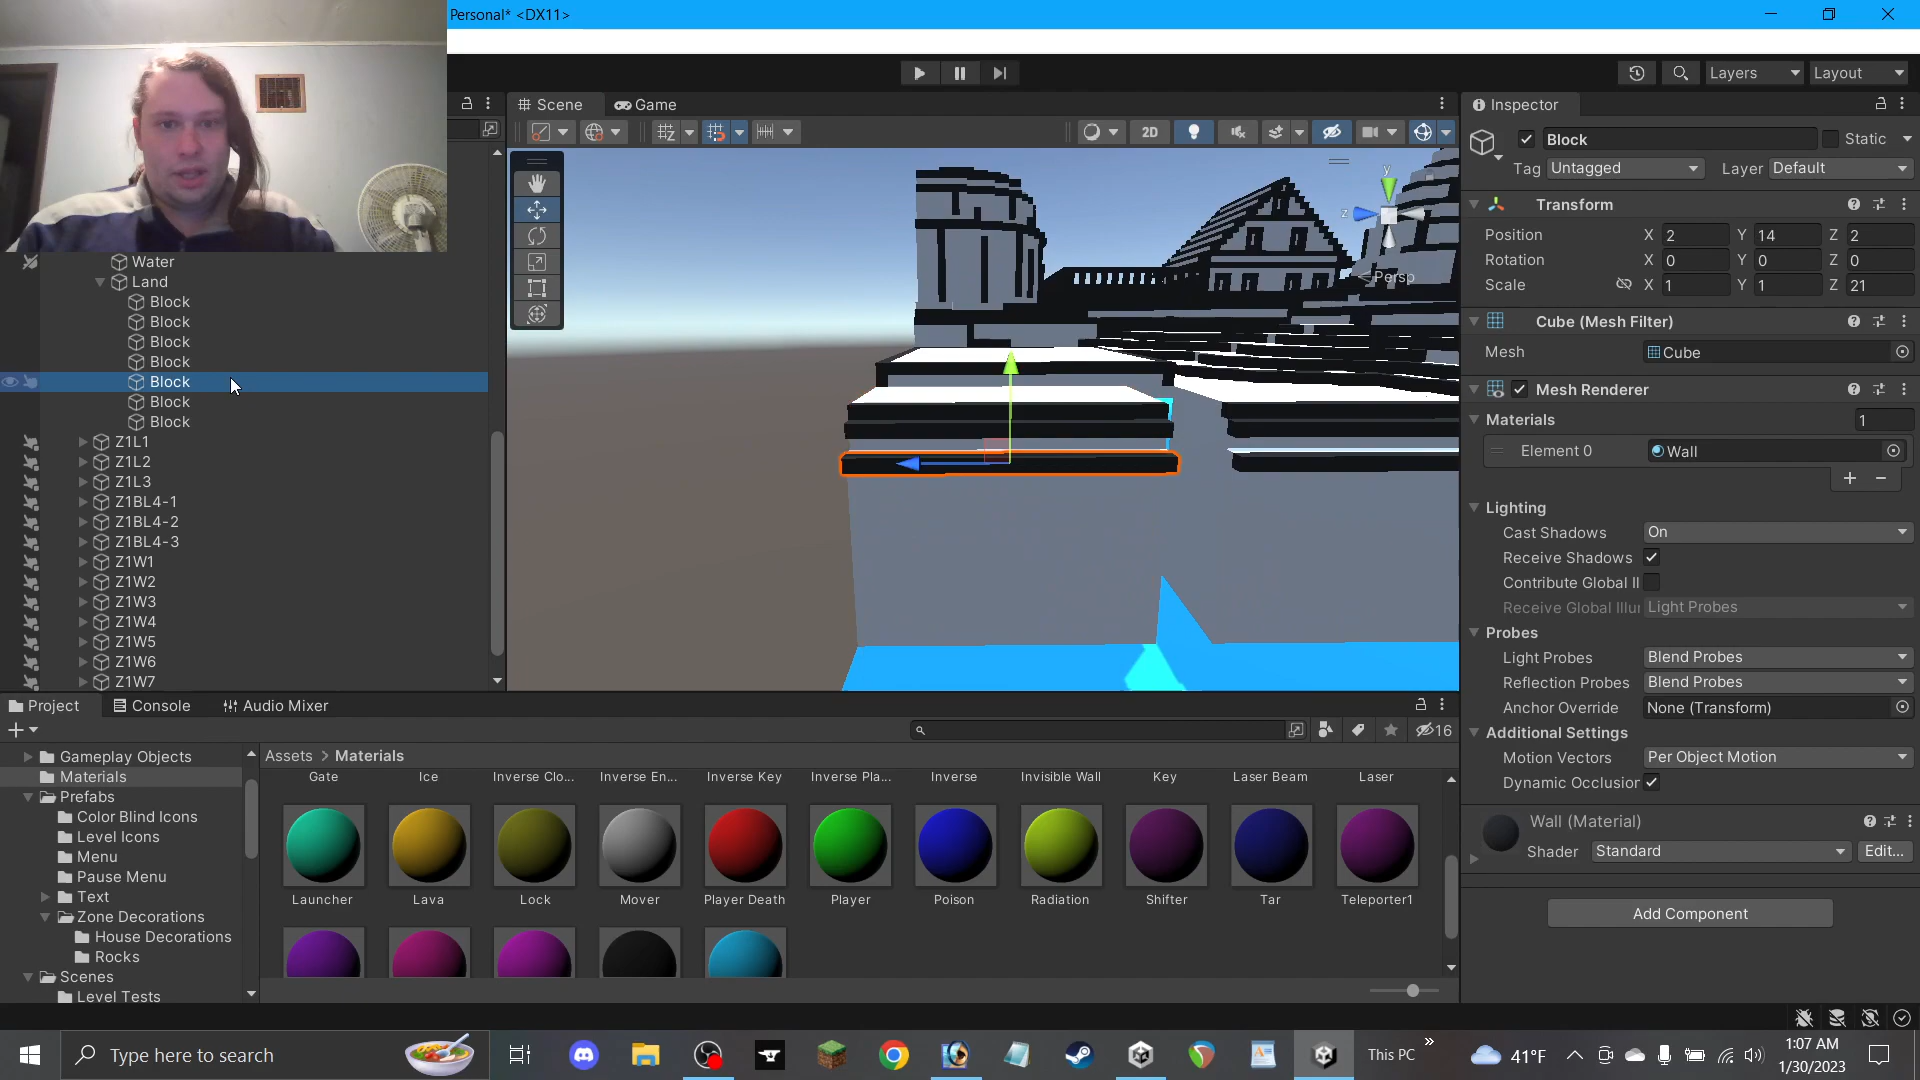 Personal* <DX11>
Layers
Layout
Scene
Game
Inspector
2D
Block
Static
Tag Untagged
Layer Default
Transform
Position X 2 Y 14 Z 2
Rotation X 0 Y 0 Z 0
Scale X 1 Y 1 Z 21
Cube (Mesh Filter)
Mesh Cube
Mesh Renderer
Materials 1
Element 0 Wall
Lighting
Cast Shadows On
Receive Shadows
Contribute Global Il
Receive Global Illur Light Probes
Probes
Light Probes Blend Probes
Reflection Probes Blend Probes
Anchor Override None (Transform)
Additional Settings
Motion Vectors Per Object Motion
Dynamic Occlusior
Wall (Material)
Shader Standard Edit...
Add Component
y
z
Persp
Water
Land
Block
Block
Block
Block
Block
Block
Block
Z1L1
Z1L2
Z1L3
Z1BL4-1
Z1BL4-2
Z1BL4-3
Z1W1
Z1W2
Z1W3
Z1W4
Z1W5
Z1W6
Z1W7
Project
Console
Audio Mixer
16
Gameplay Objects
Materials
Prefabs
Color Blind Icons
Level Icons
Menu
Pause Menu
Text
Zone Decorations
House Decorations
Rocks
Scenes
Level Tests
Assets > Materials
Gate Ice Inverse Clo... Inverse En... Inverse Key Inverse Pla... Inverse Invisible Wall Key Laser Beam Laser
Launcher Lava Lock Mover Player Death Player Poison Radiation Shifter Tar Teleporter1
Type here to search
This PC
41°F
1:07 AM
1/30/2023